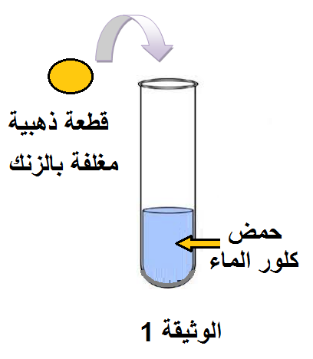 قطعة ذهبية
مغلفة بالزنك
حمض
كلور الماء
الوثيقة 1